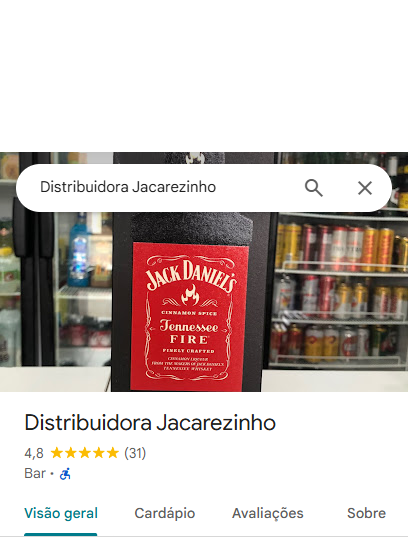 Distribuidora Jacarezinho
JACK DANIEL'S
CINNAMON SPICE
Tennessee
FIRE
FINELY CRAFTED
CINNAMON LIQUEUR
FROM THE MAKERS OF JACK DANIEL'S
TENNESSEE WHISKEY
Distribuidora Jacarezinho
4,8 (31)
Bar ·
Visão geral Cardápio Avaliações Sobre